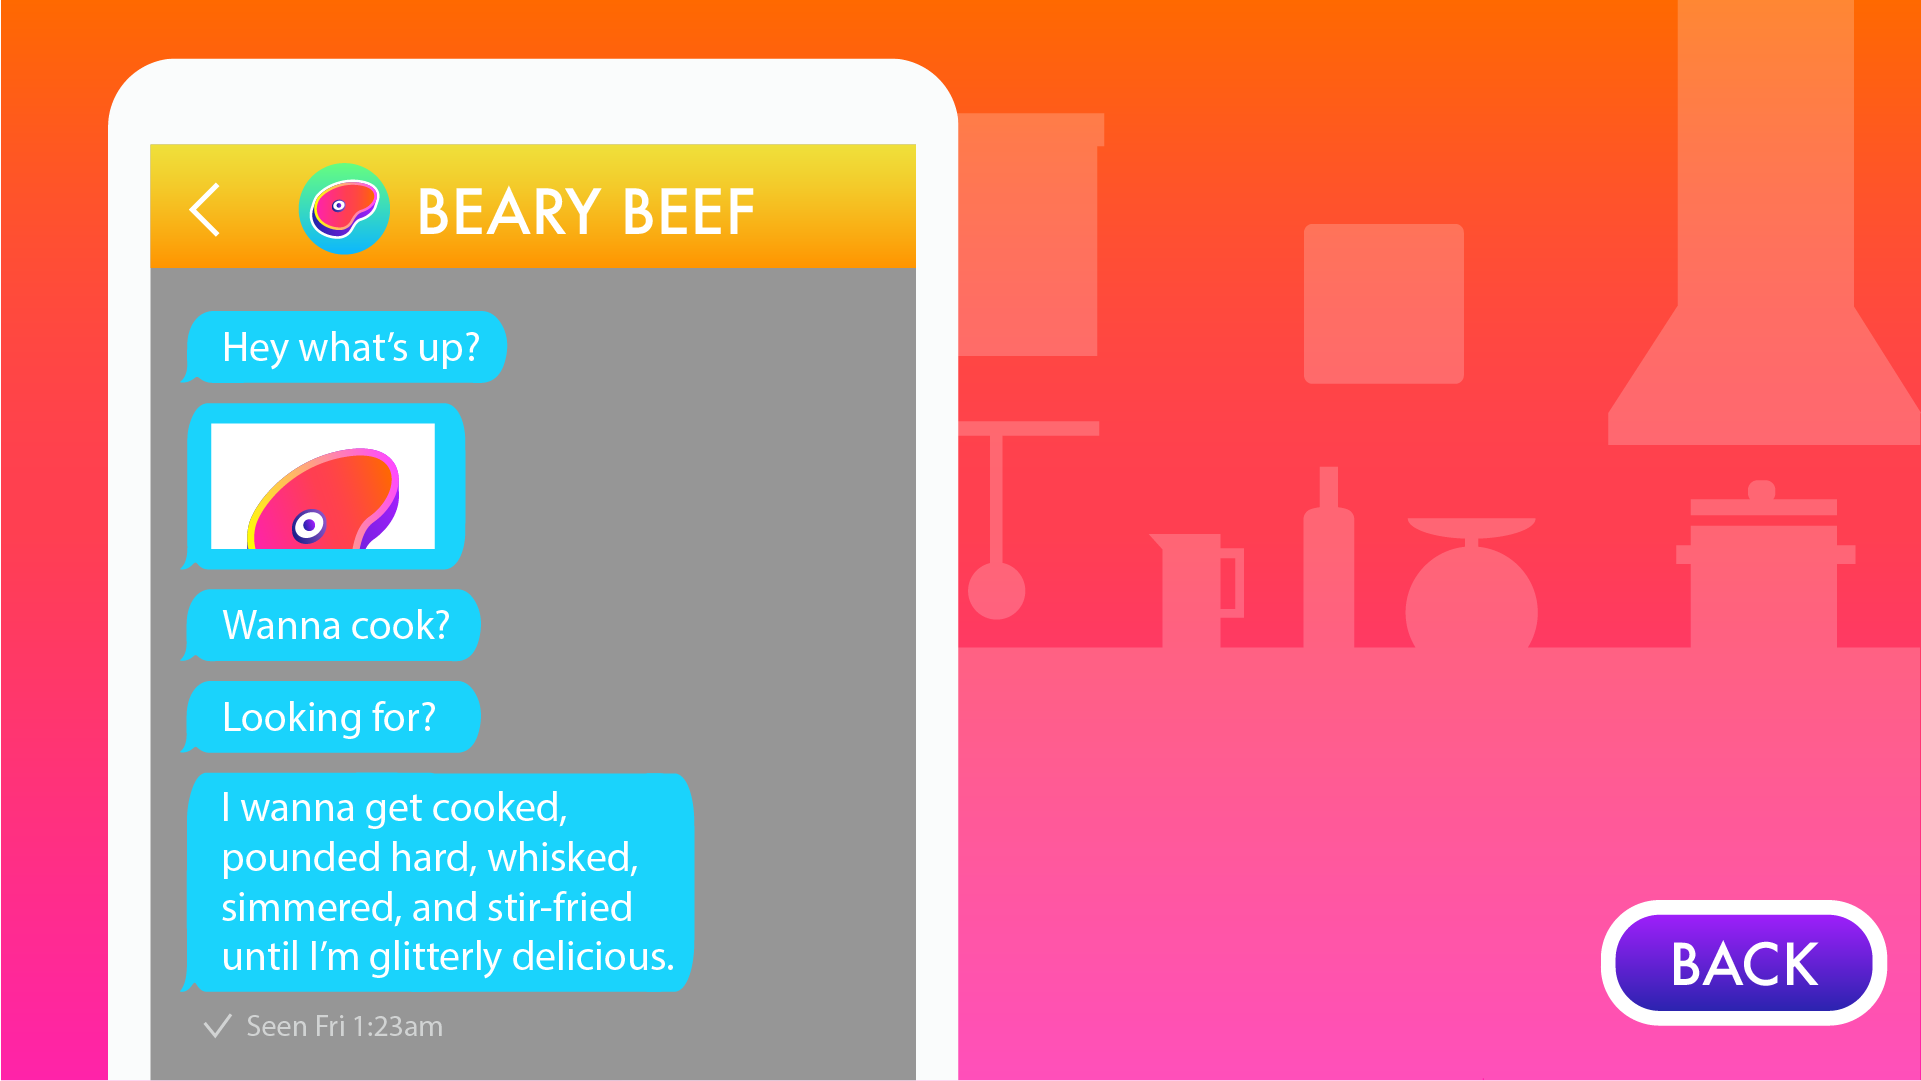 BEARY BEEF
Hey what’s up?
Wanna cook?
Looking for?
I wanna get cooked,
pounded hard, whisked,
simmered, and stir-fried
until I’m glitterly delicious.
Seen Fri 1:23am
BACK